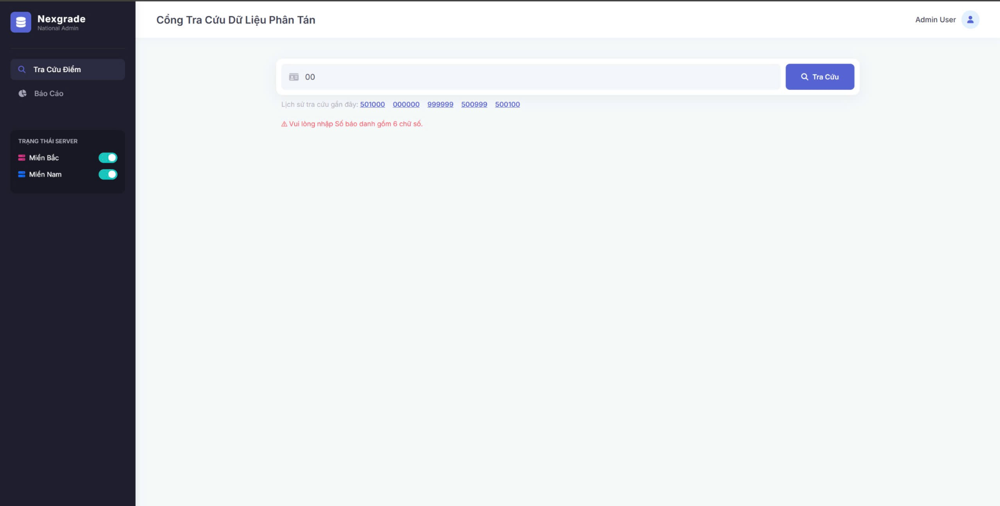 Nexgrade
National Admin
Tra Cứu Điểm
Báo Cáo
TRẠNG THÁI SERVER
Miền Bắc
Miền Nam
Cổng Tra Cứu Dữ Liệu Phân Tán
Admin User
00
Tra Cứu
Lịch sử tra cứu gần đây: 501000 000000 999999 500999 500100
⚠ Vui lòng nhập Số báo danh gồm 6 chữ số.